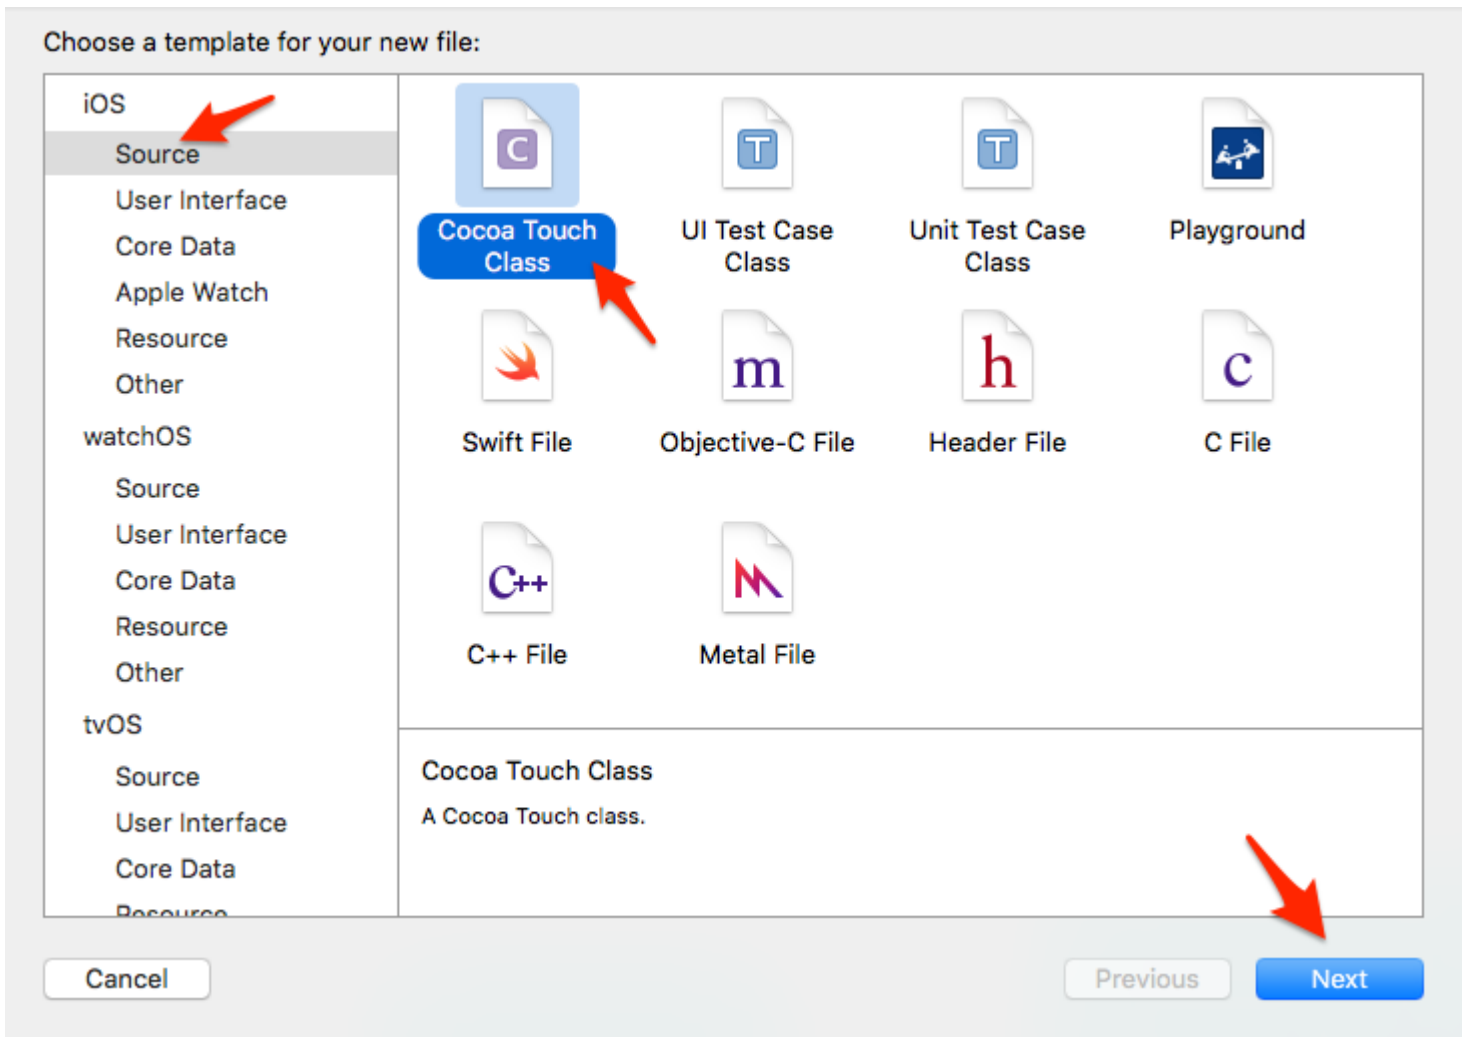 Choose a template for your new file:
iOS
Source
User Interface
Core Data
Apple Watch
Resource
Other
watchOS
Source
User Interface
Core Data
Resource
Other
tvOS
Source
User Interface
Core Data
Resource
C
T
T
Cocoa Touch
Class
UI Test Case
Class
Unit Test Case
Class
Playground
m
h
c
Swift File
Objective-C File
Header File
C File
C++
C++ File
Metal File
Cocoa Touch Class
A Cocoa Touch class.
Cancel
Previous
Next